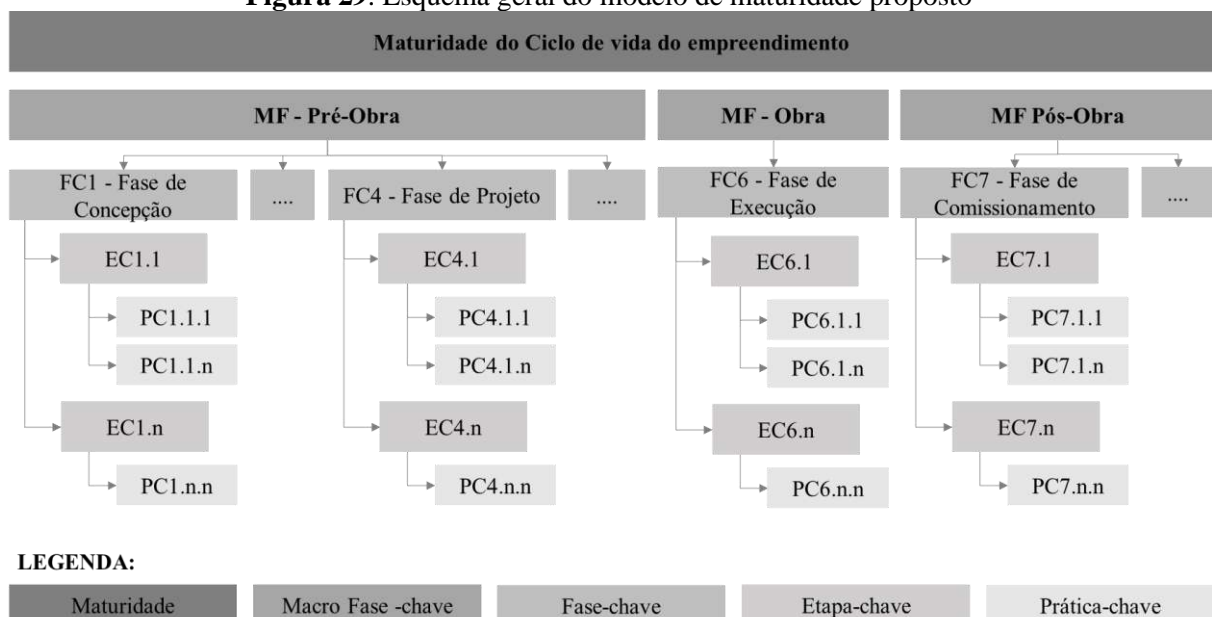 Figura 29. Esquema geral do modelo de maturidade proposto
Maturidade do Ciclo de vida do empreendimento
MF - Pré-Obra
MF - Obra
MF Pós-Obra
FC1 - Fase de
Concepção
....
FC4 - Fase de Projeto
....
FC6 - Fase de
Execução
FC7 - Fase de
Comissionamento
....
EC1.1
EC4.1
EC6.1
EC7.1
PC1.1.1
PC4.1.1
PC6.1.1
PC7.1.1
PC1.1.n
PC4.1.n
PC6.1.n
PC7.1.n
EC1.n
EC4.n
EC6.n
EC7.n
PC1.n.n
PC4.n.n
PC6.n.n
PC7.n.n
LEGENDA:
Maturidade
Macro Fase -chave
Fase-chave
Etapa-chave
Prática-chave